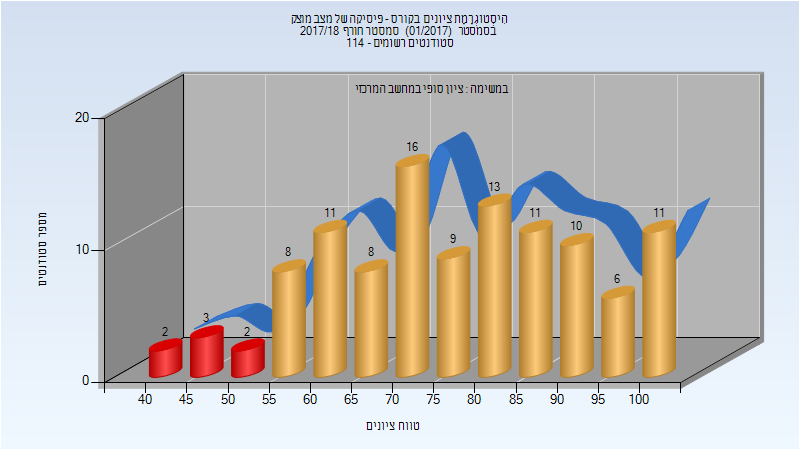 היסטוגרמת ציונים בקורס - פיסיקה של מצב מוצק
בסמסטר (01/2017) סמסטר חורף 2017/18
סטודנטים רשומים - 114
במשימה : ציון סופי במחשב המרכזי
מספר סטודנטים
20
10
0
2
3
2
8
11
8
16
9
13
11
10
6
11
40 45 50 55 60 65 70 75 80 85 90 95 100
טווח ציונים